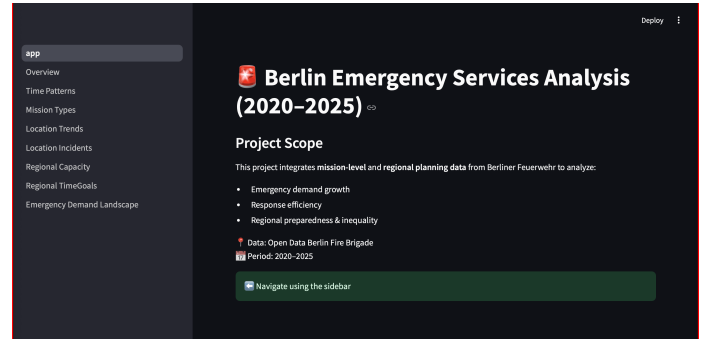 Deploy
app
Overview
Time Patterns
Mission Types
Location Trends
Location Incidents
Regional Capacity
Regional TimeGoals
Emergency Demand Landscape
🚨 Berlin Emergency Services Analysis
(2020–2025)
Project Scope
This project integrates mission-level and regional planning data from Berliner Feuerwehr to analyze:
• Emergency demand growth
• Response efficiency
• Regional preparedness & inequality
📍 Data: Open Data Berlin Fire Brigade
📅 Period: 2020–2025
⬅️ Navigate using the sidebar